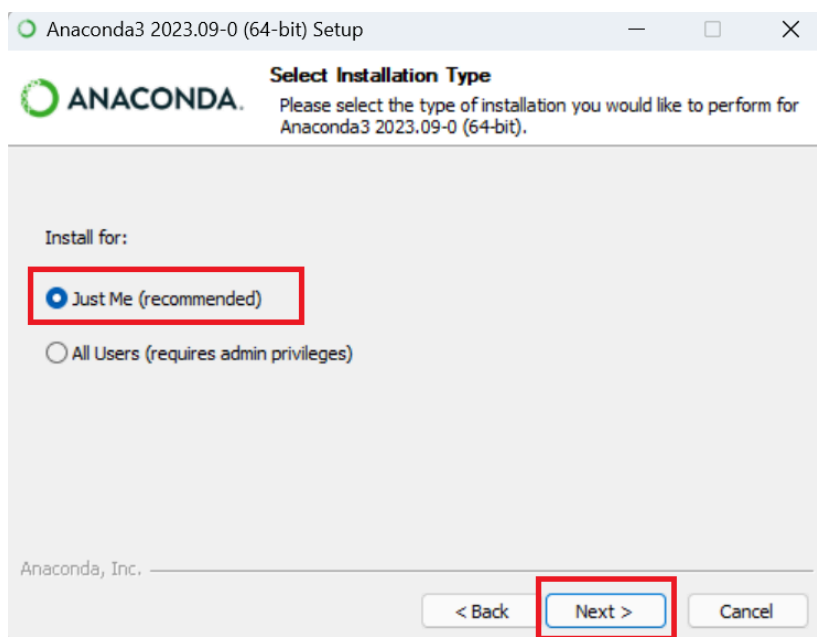 Anaconda3 2023.09-0 (64-bit) Setup
ANACONDA.
Select Installation Type
Please select the type of installation you would like to perform for
Anaconda3 2023.09-0 (64-bit).
Install for:
Just Me (recommended)
All Users (requires admin privileges)
Anaconda, Inc.
< Back Next > Cancel